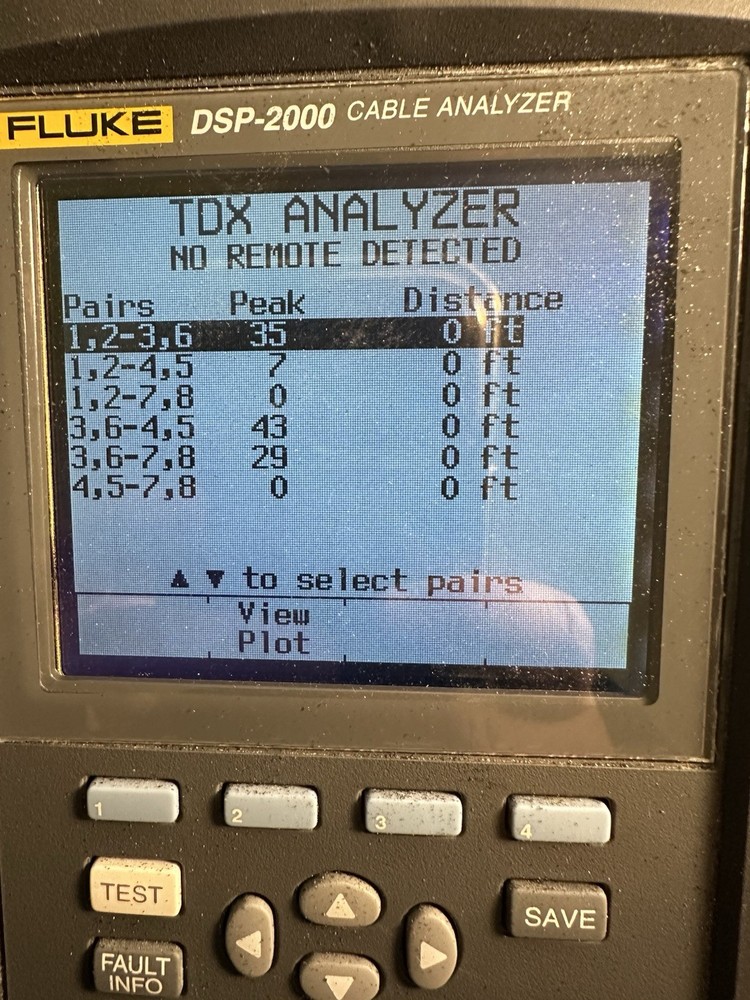 FLUKE DSP-2000 CABLE ANALYZER
TDX ANALYZER
NO REMOTE DETECTED
Pairs Peak Distance
1,2-3,6 35 0 ft
1,2-4,5 7 0 ft
1,2-7,8 0 0 ft
3,6-4,5 43 0 ft
3,6-7,8 29 0 ft
4,5-7,8 0 0 ft
▲ ▼ to select pairs
View
Plot
1 2 3 4
TEST
SAVE
FAULT
INFO